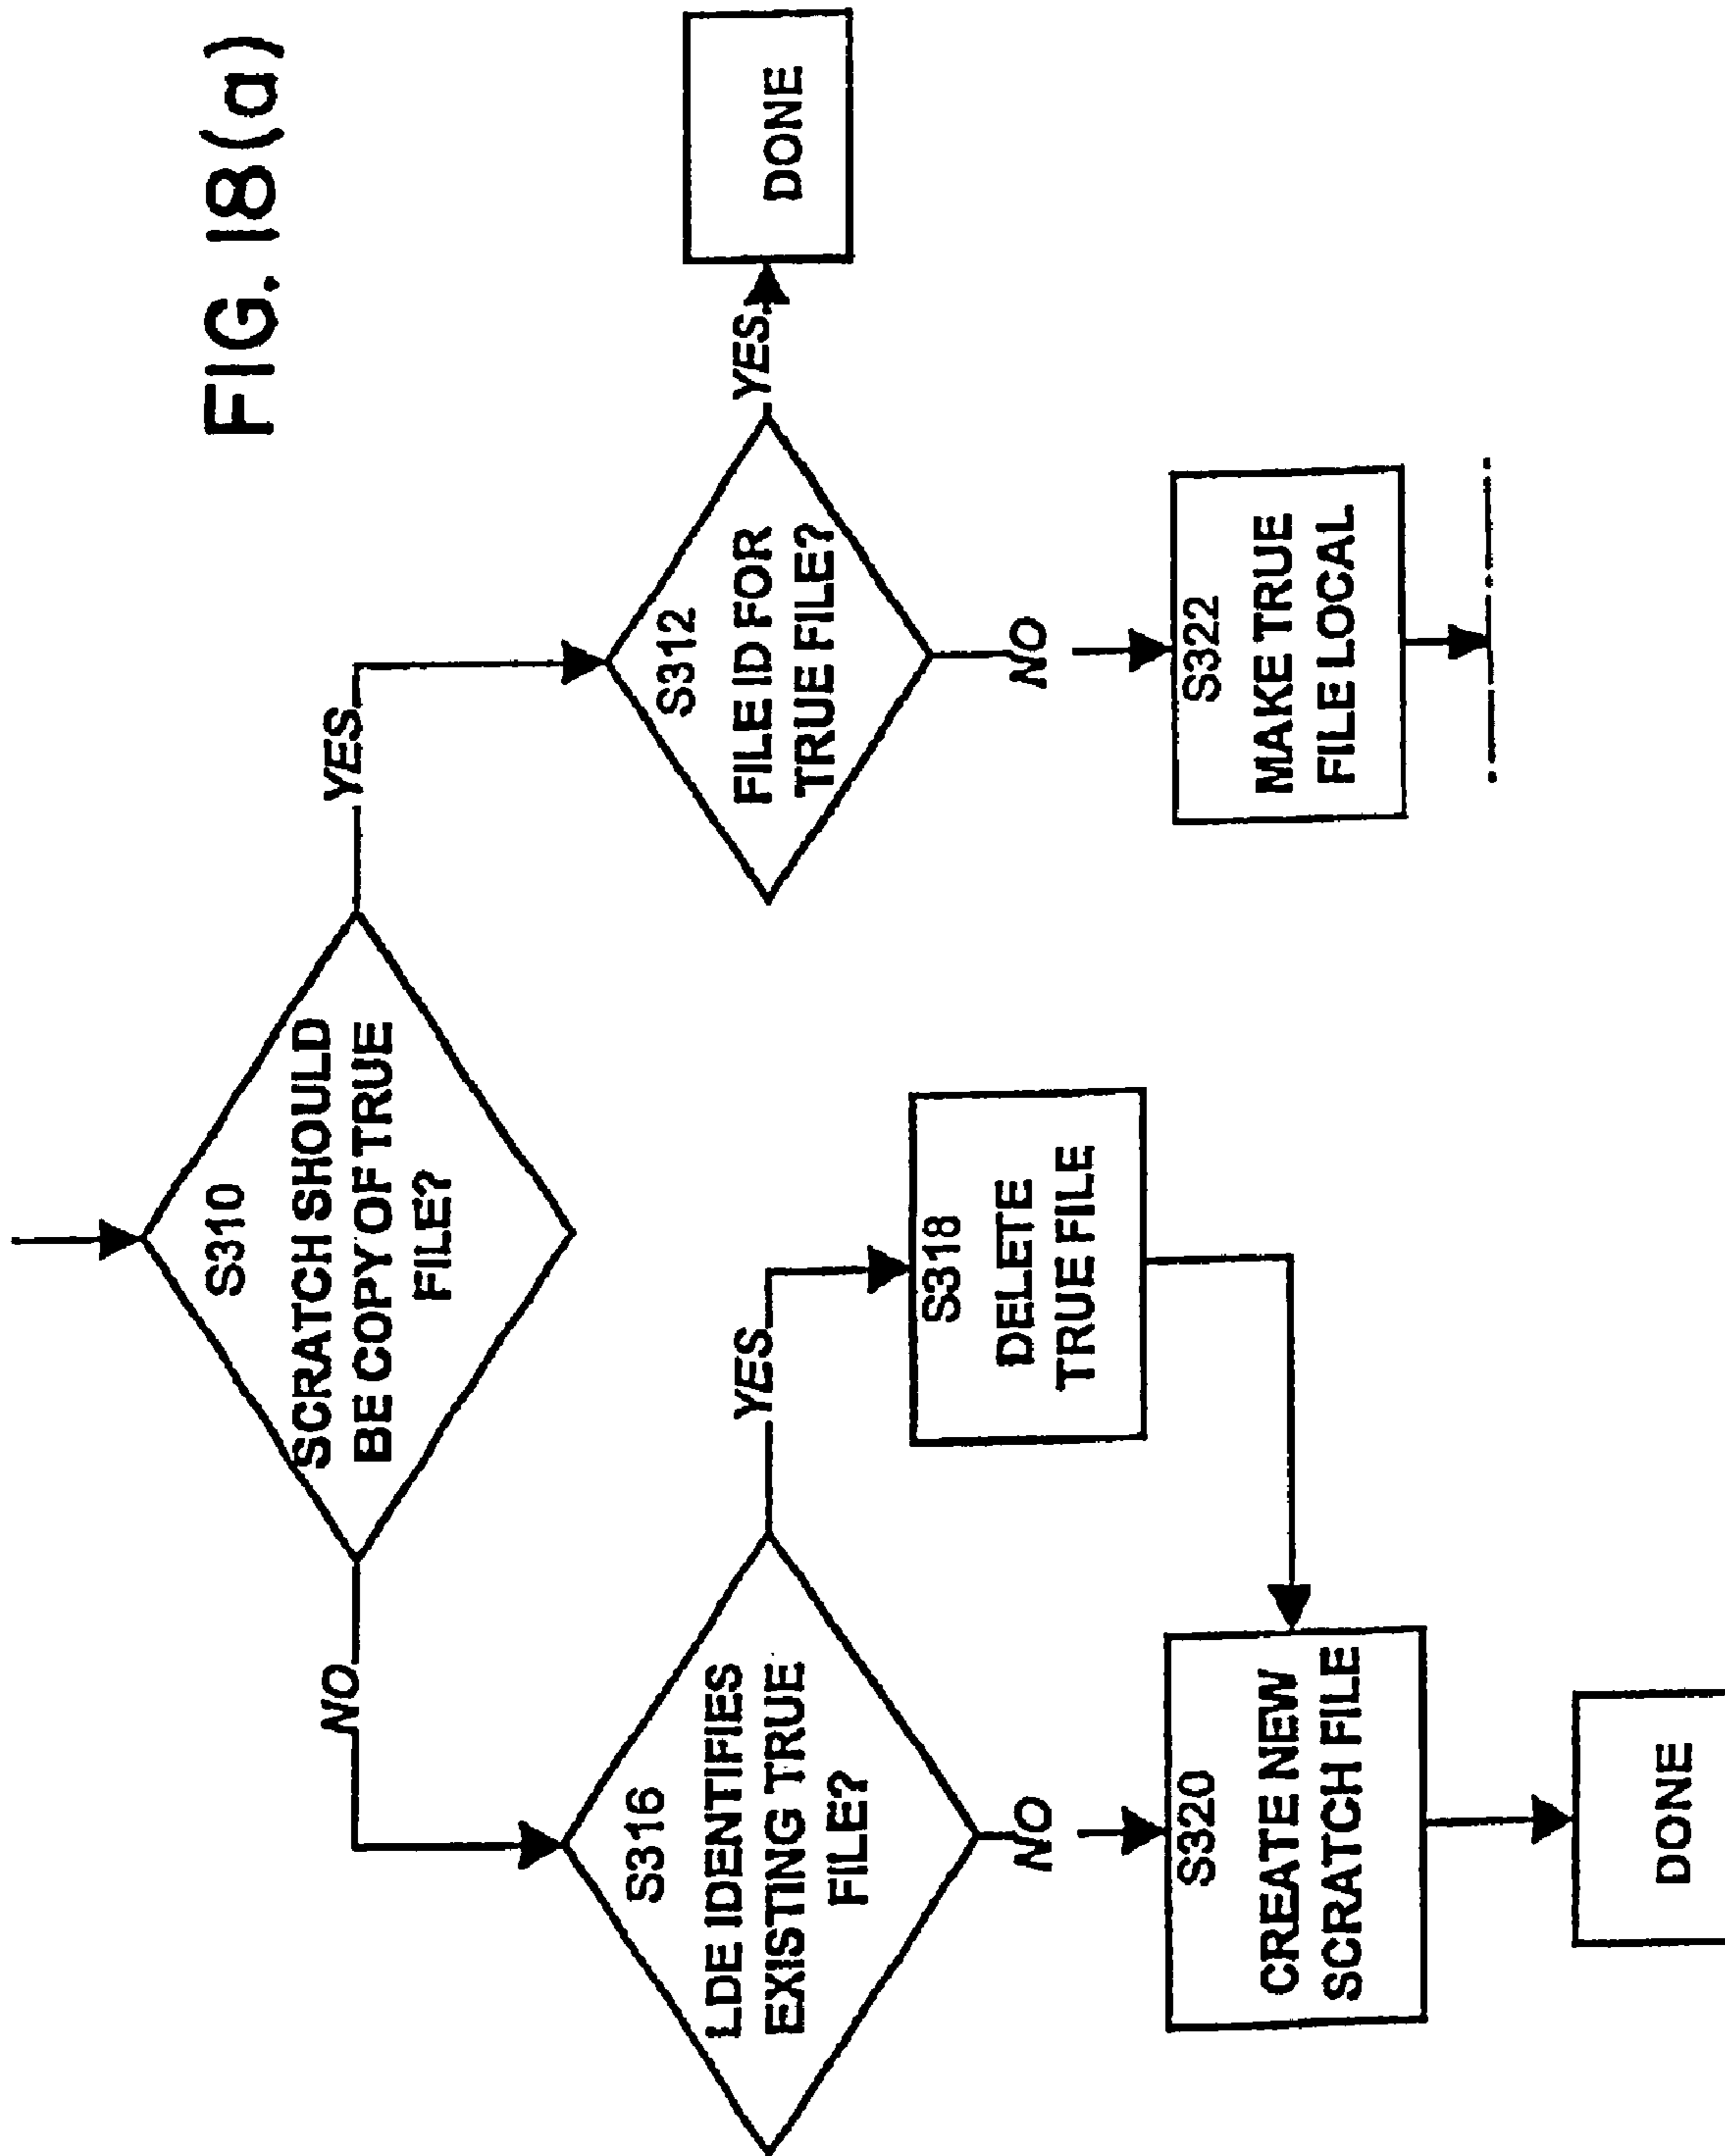 FIG. 18(a)
S310
SCRATCH SHOULD
BE COPY OF TRUE
FILE?
NO
YES
S316
LDE IDENTIFIES
EXISTING TRUE
FILE?
YES
NO
S318
DELETE
TRUE FILE
S320
CREATE NEW
SCRATCH FILE
DONE
S312
FILE ID FOR
TRUE FILE?
YES
DONE
NO
S322
MAKE TRUE
FILE LOCAL